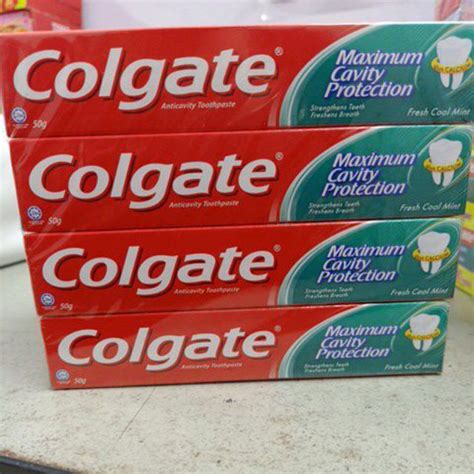 Colgate®
Anticavity Toothpaste
50g
Maximum
Cavity
Protection
Strengthens Teeth
Freshens Breath
Fresh Cool Mint
Colgate®
Anticavity Toothpaste
50g
Maximum
Cavity
Protection
Strengthens Teeth
Freshens Breath
Fresh Cool Mint
Colgate®
Anticavity Toothpaste
50g
Maximum
Cavity
Protection
Strengthens Teeth
Freshens Breath
Fresh Cool Mint
Colgate®
Anticavity Toothpaste
50g
Maximum
Cavity
Protection
Strengthens Teeth
Freshens Breath
Fresh Cool Mint